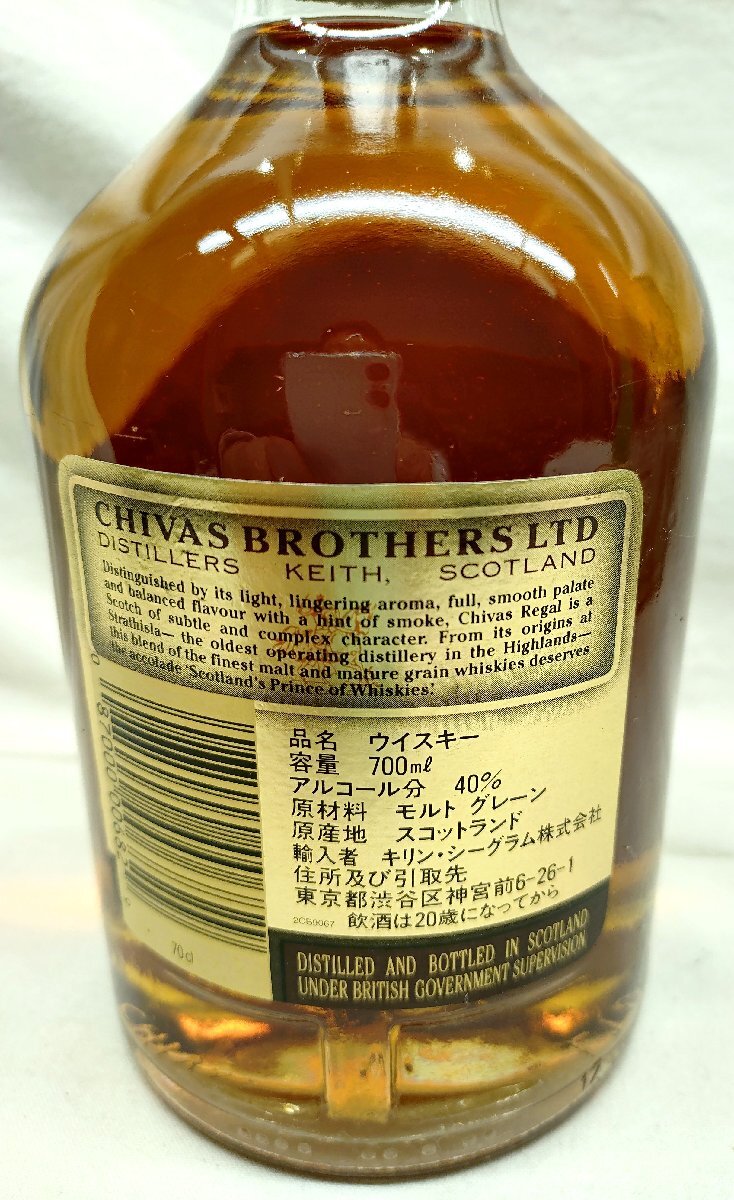 CHIVAS BROTHERS LTD
DISTILLERS KEITH, SCOTLAND
Distinguished by its light, lingering aroma, full, smooth palate
and balanced flavour with a hint of smoke, Chivas Regal is a
Scotch of subtle and complex character. From its origins at
Strathisla— the oldest operating distillery in the Highlands—
this blend of the finest malt and mature grain whiskies deserves
the accolade 'Scotland's Prince of Whiskies.'
品名 ウイスキー
容量 700mℓ
アルコール分 40%
原材料 モルト グレーン
原産地 スコットランド
輸入者 キリン・シーグラム株式会社
住所及び引取先
東京都渋谷区神宮前6-26-1
2CB9067 飲酒は20歳になってから
70cl
DISTILLED AND BOTTLED IN SCOTLAND
UNDER BRITISH GOVERNMENT SUPERVISION